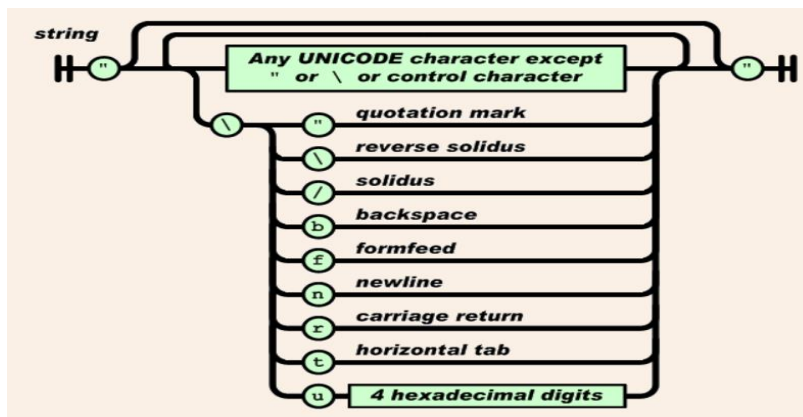 string
" Any UNICODE character except "
" or \ or control character
\ " quotation mark
\ reverse solidus
/ solidus
b backspace
f formfeed
n newline
r carriage return
t horizontal tab
u 4 hexadecimal digits